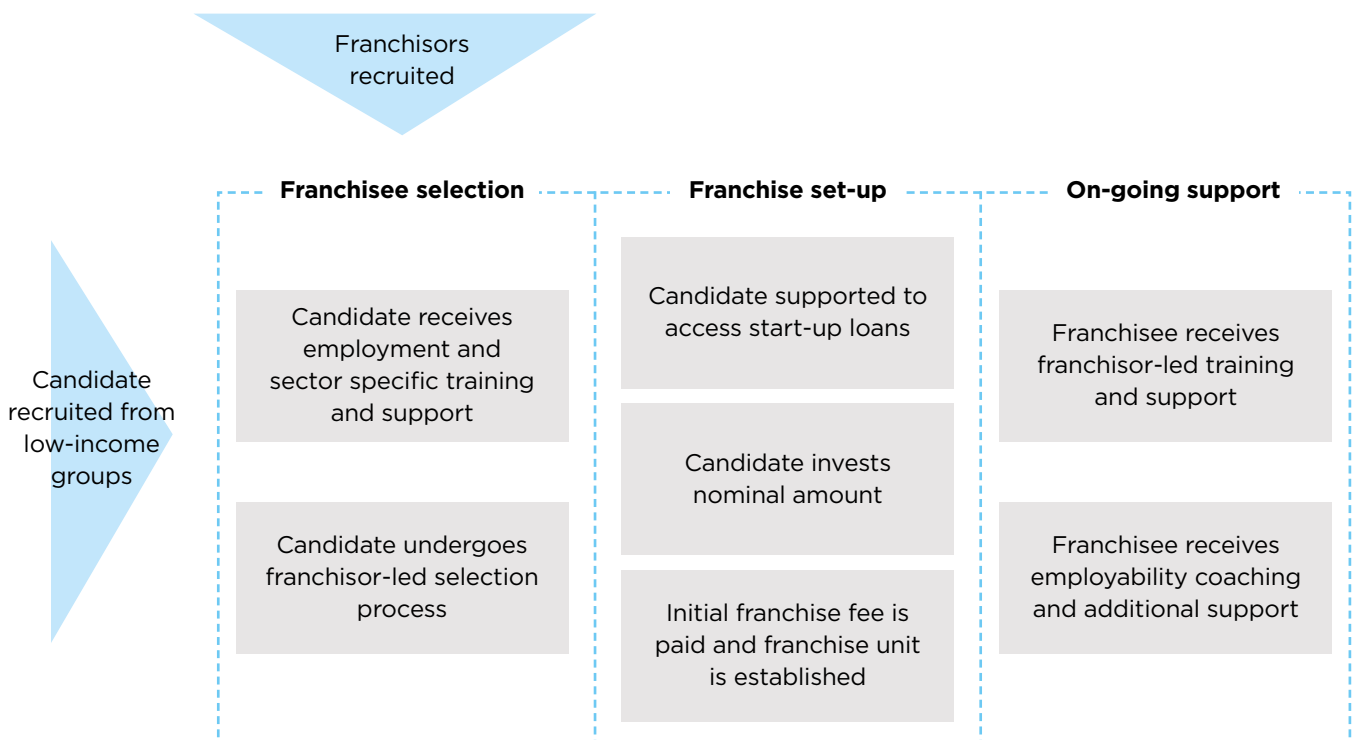 Franchisors
recruited
Franchisee selection
Franchise set-up
On-going support
Candidate
recruited from
low-income
groups
Candidate receives
employment and
sector specific training
and support
Candidate undergoes
franchisor-led selection
process
Candidate supported to
access start-up loans
Candidate invests
nominal amount
Initial franchise fee is
paid and franchise unit
is established
Franchisee receives
franchisor-led training
and support
Franchisee receives
employability coaching
and additional support